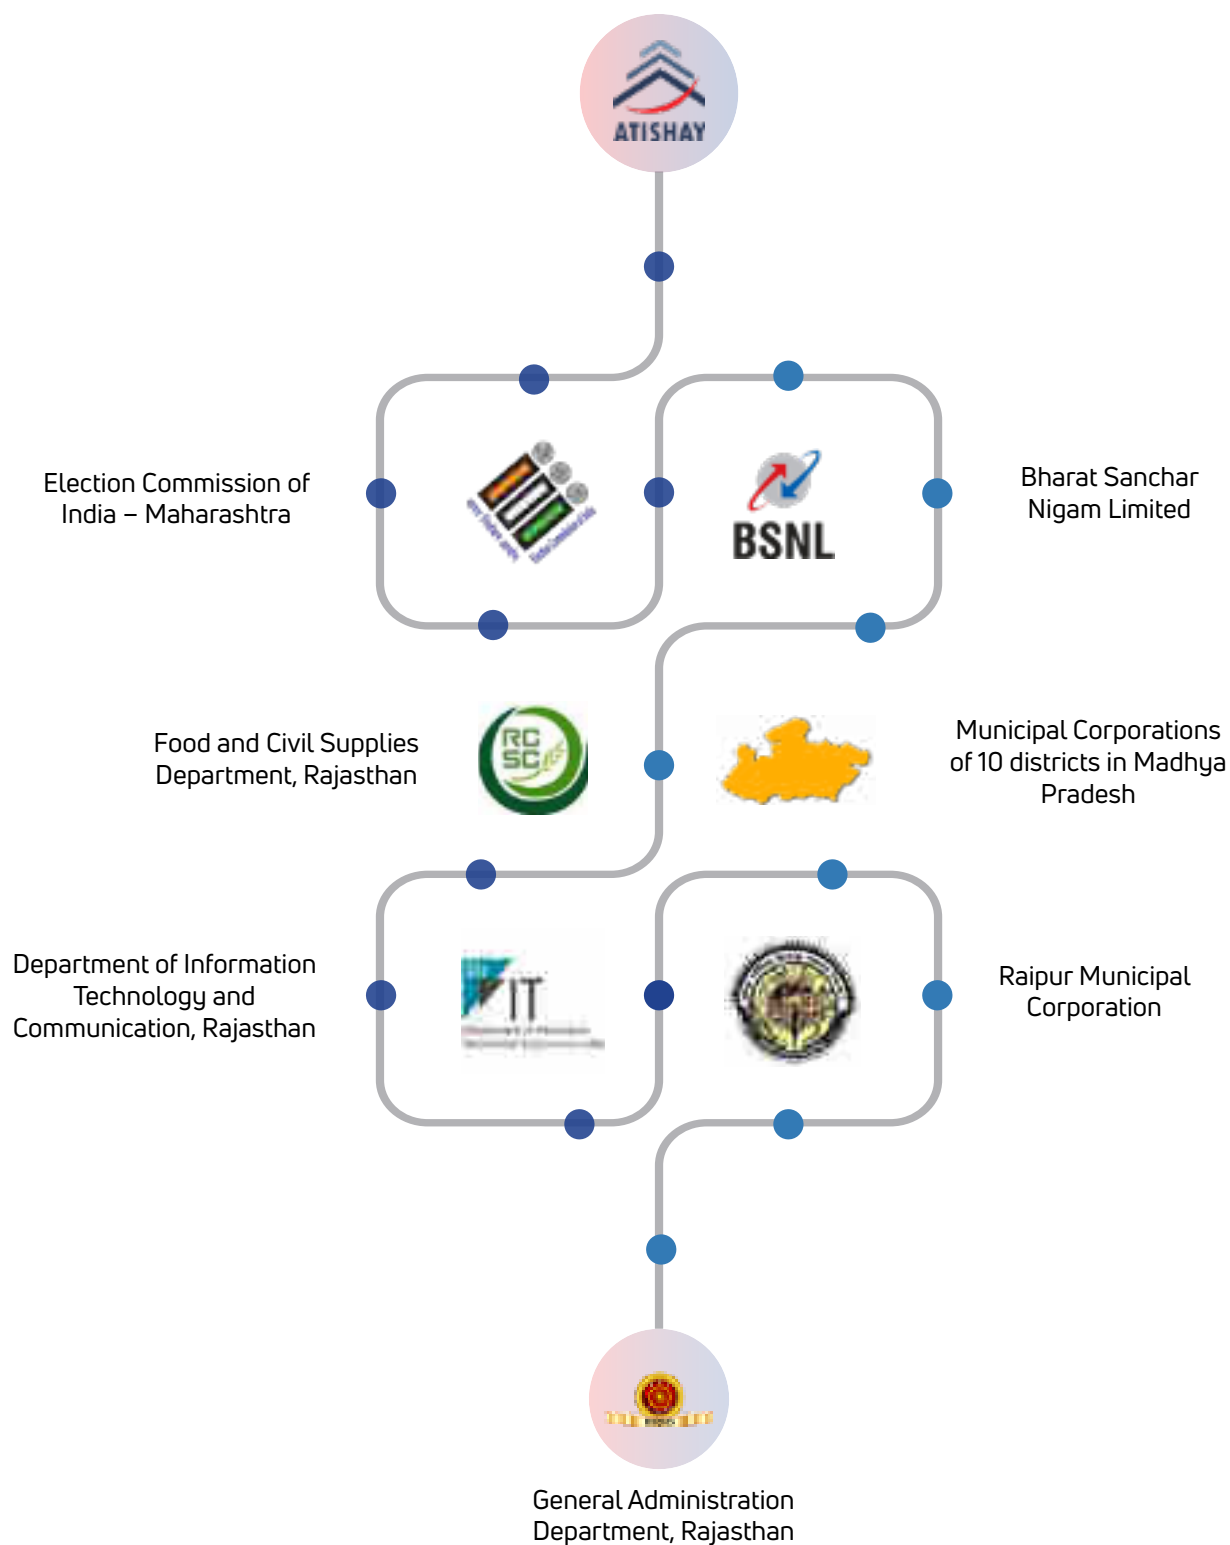 ATISHAY
Election Commission of
India – Maharashtra
BSNL
Bharat Sanchar
Nigam Limited
Food and Civil Supplies
Department, Rajasthan
RC
SC
Municipal Corporations
of 10 districts in Madhya
Pradesh
Department of Information
Technology and
Communication, Rajasthan
IT
Raipur Municipal
Corporation
General Administration
Department, Rajasthan